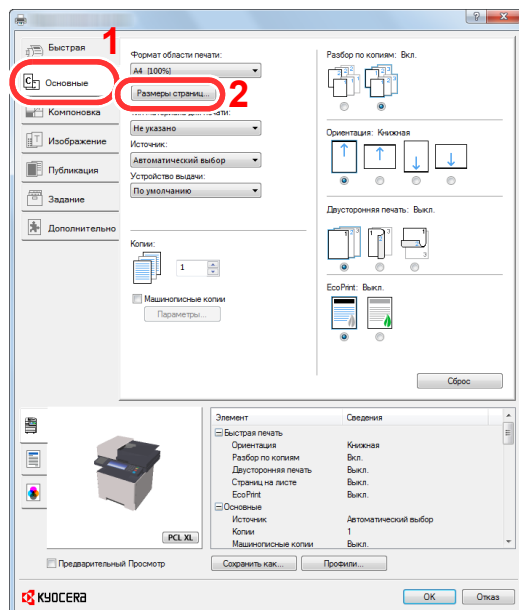 ? X
Быстрая
1
Основные
Компоновка
Изображение
Публикация
Задание
Дополнительно
Формат области печати:
A4 [100%]
Размеры страниц...
2
Не указано
Источник:
Автоматический выбор
Устройство выдачи:
По умолчанию
Копии:
1
Машинописные копии
Параметры...
Разбор по копиям: Вкл.
Ориентация: Книжная
Двусторонняя печать: Выкл.
EcoPrint: Выкл.
Сброс
PCL XL
Предварительный Просмотр
Элемент Сведения
Быстрая печать
Ориентация Книжная
Разбор по копиям Вкл.
Двусторонняя печать Выкл.
Страниц на листе Выкл.
EcoPrint Выкл.
Основные
Источник Автоматический выбор
Копии 1
Машинописные копии Выкл.
Сохранить как... Профили...
KYOCERA
OK Отказ